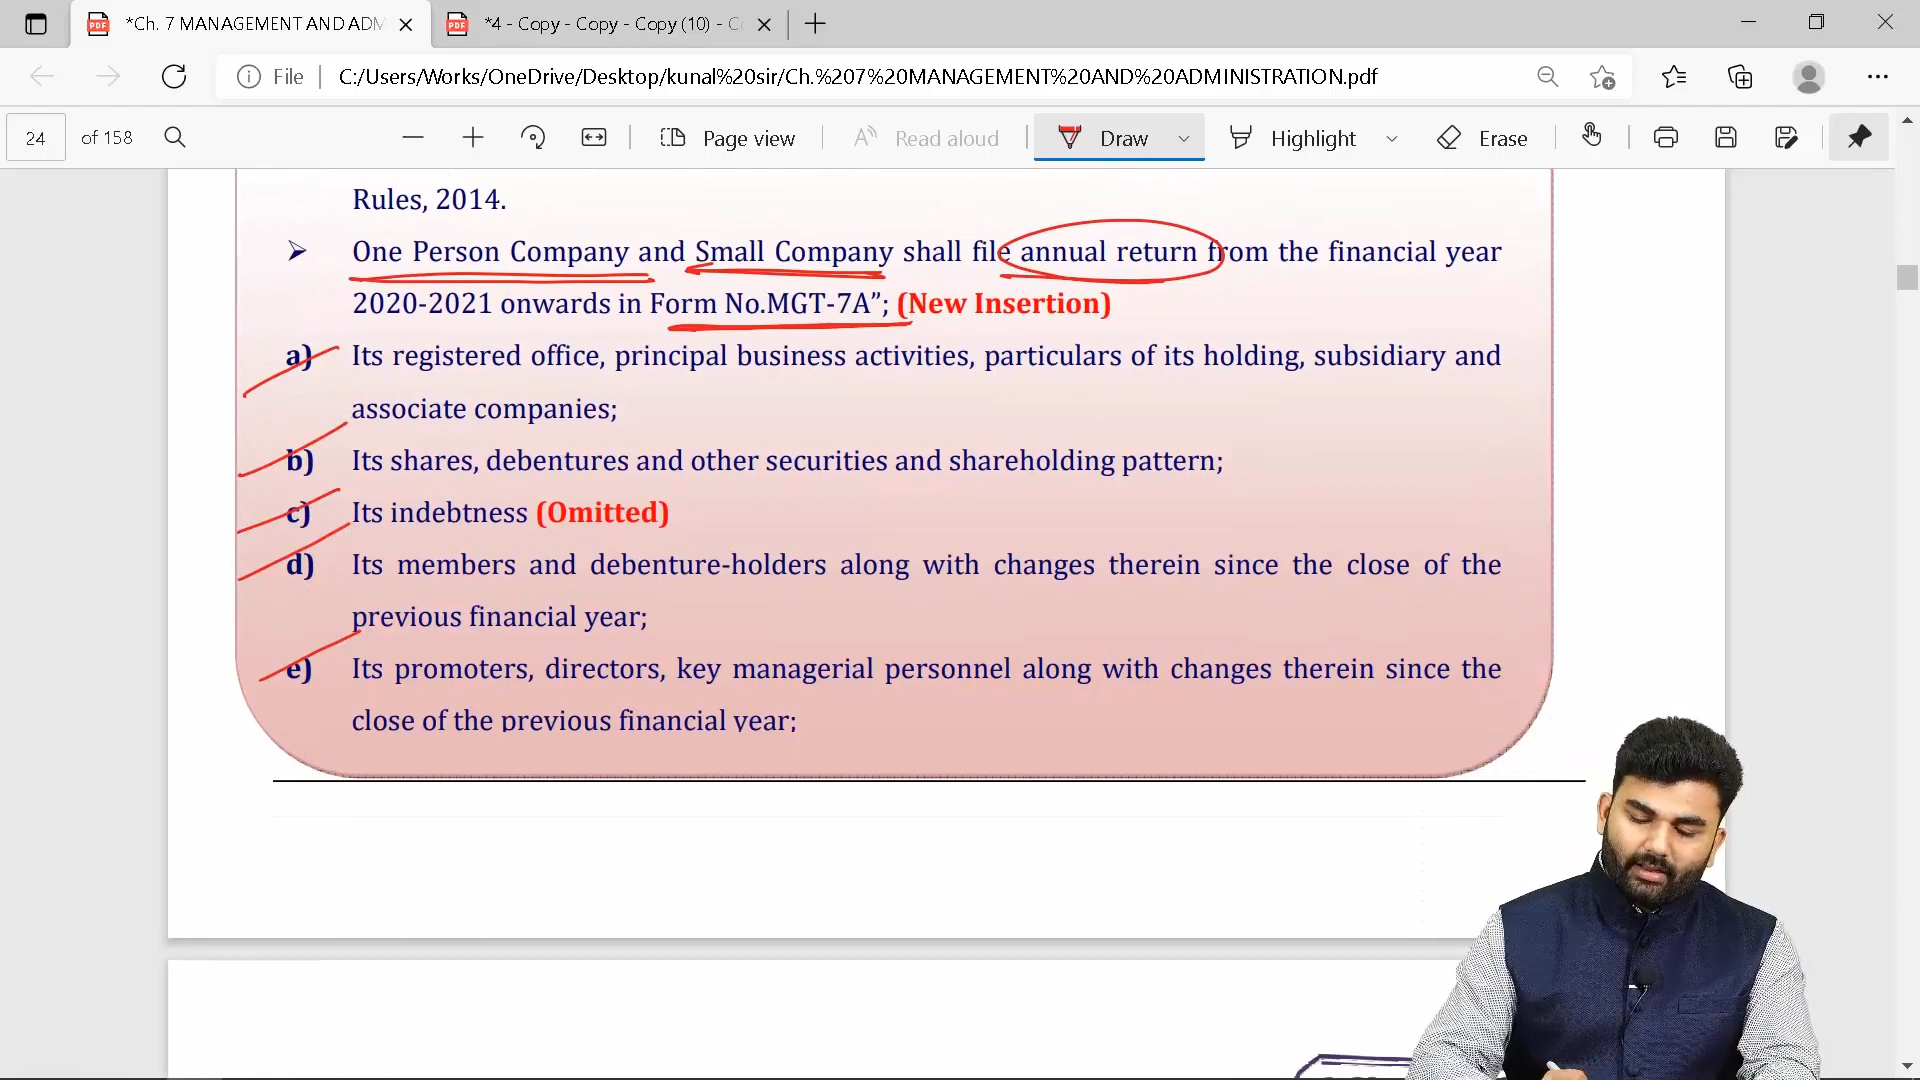 *Ch. 7 MANAGEMENT AND ADM
*4 - Copy - Copy - Copy (10) - Co
File
C:/Users/Works/OneDrive/Desktop/kunal%20sir/Ch.%207%20MANAGEMENT%20AND%20ADMINISTRATION.pdf
24 of 158
Page view
Read aloud
Draw
Highlight
Erase
Rules, 2014.
➢ One Person Company and Small Company shall file annual return from the financial year
2020-2021 onwards in Form No.MGT-7A”; (New Insertion)
a) Its registered office, principal business activities, particulars of its holding, subsidiary and
associate companies;
b) Its shares, debentures and other securities and shareholding pattern;
c) Its indebtness (Omitted)
d) Its members and debenture-holders along with changes therein since the close of the
previous financial year;
e) Its promoters, directors, key managerial personnel along with changes therein since the
close of the previous financial year;